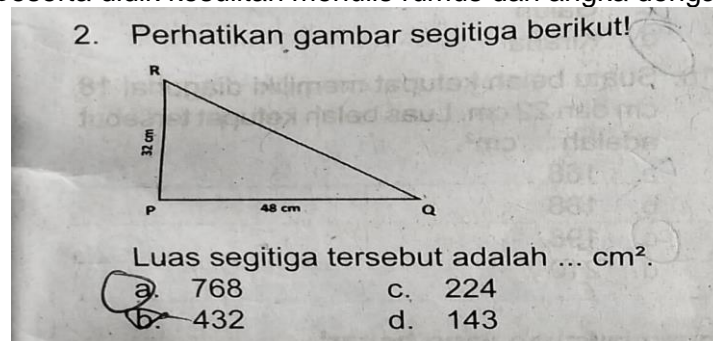 2. Perhatikan gambar segitiga berikut!
R
32 cm
P
48 cm
Q
Luas segitiga tersebut adalah ... cm².
a. 768
c. 224
b. 432
d. 143